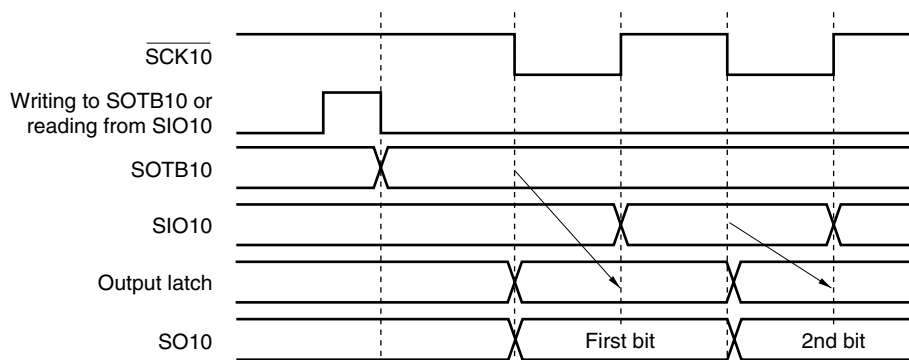 SCK10
Writing to SOTB10 or
reading from SIO10
SOTB10
SIO10
Output latch
SO10
First bit
2nd bit